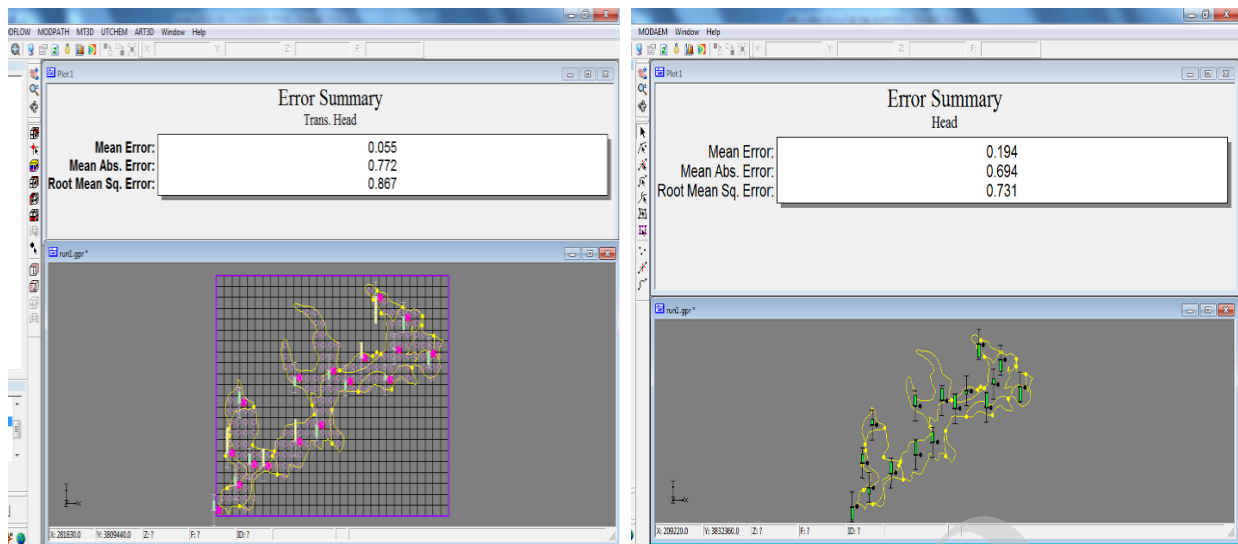 ODFLOW MODPATH MT3D UTCHEM ART3D Window Help
X: Y: Z: F:
Plot 1
Error Summary
Trans. Head
Mean Error: 0.055
Mean Abs. Error: 0.772
Root Mean Sq. Error: 0.867
run1.gpr *
Y
Z X
X: 281830.0 Y: 3809440.0 Z: ? F: ? ID: ?
MODAEM Window Help
X: Y: Z: F:
Plot 1
Error Summary
Head
Mean Error: 0.194
Mean Abs. Error: 0.694
Root Mean Sq. Error: 0.731
run1.gpr *
Y
Z X
X: 209220.0 Y: 3832360.0 Z: ? F: ? ID: ?